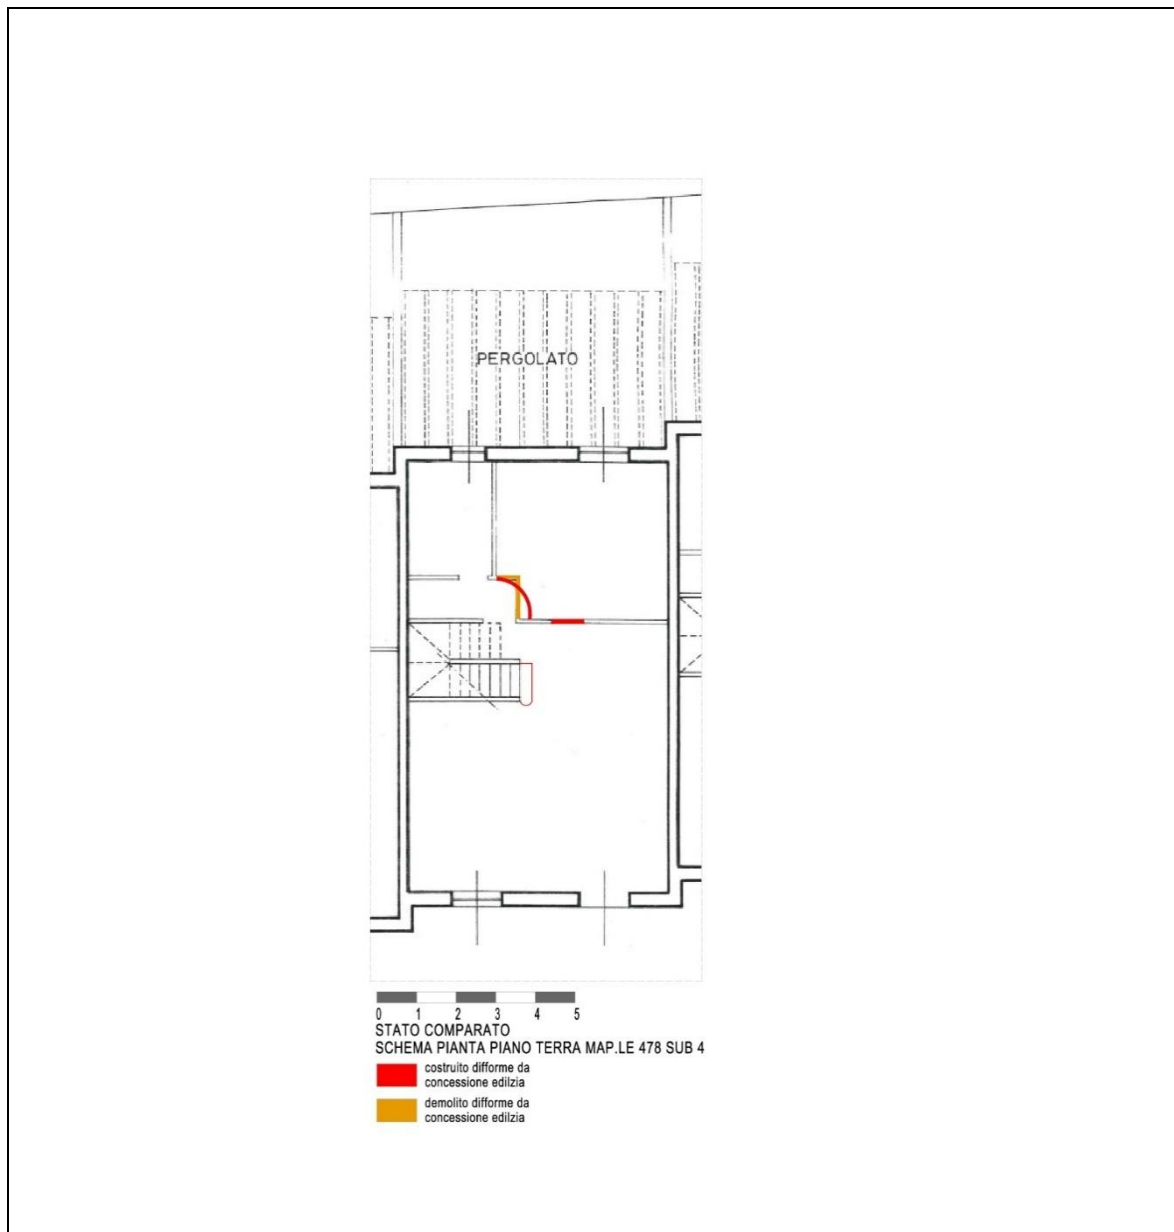 PERGOLATO
0 1 2 3 4 5
STATO COMPARATO
SCHEMA PIANTA PIANO TERRA MAP.LE 478 SUB 4
costruito difforme da
concessione edilzia
demolito difforme da
concessione edilzia